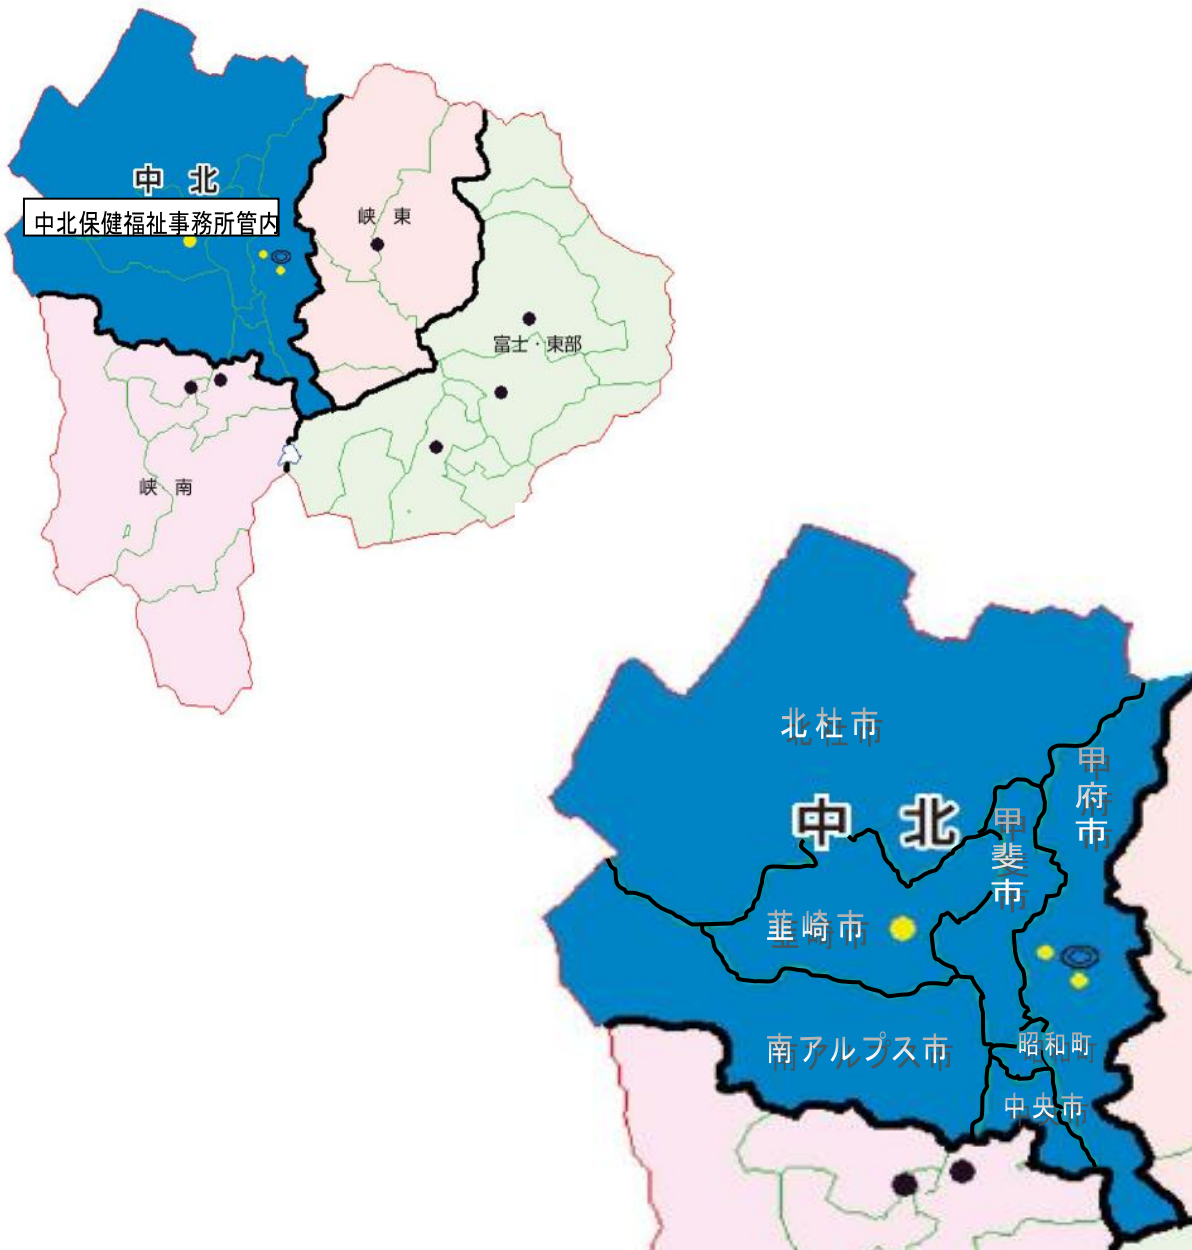 中 北
中北保健福祉事務所管内
峡 東
富士・東部
峡 南
北杜市
甲府市
中 北
甲斐市
韮崎市
南アルプス市
昭和町
中央市